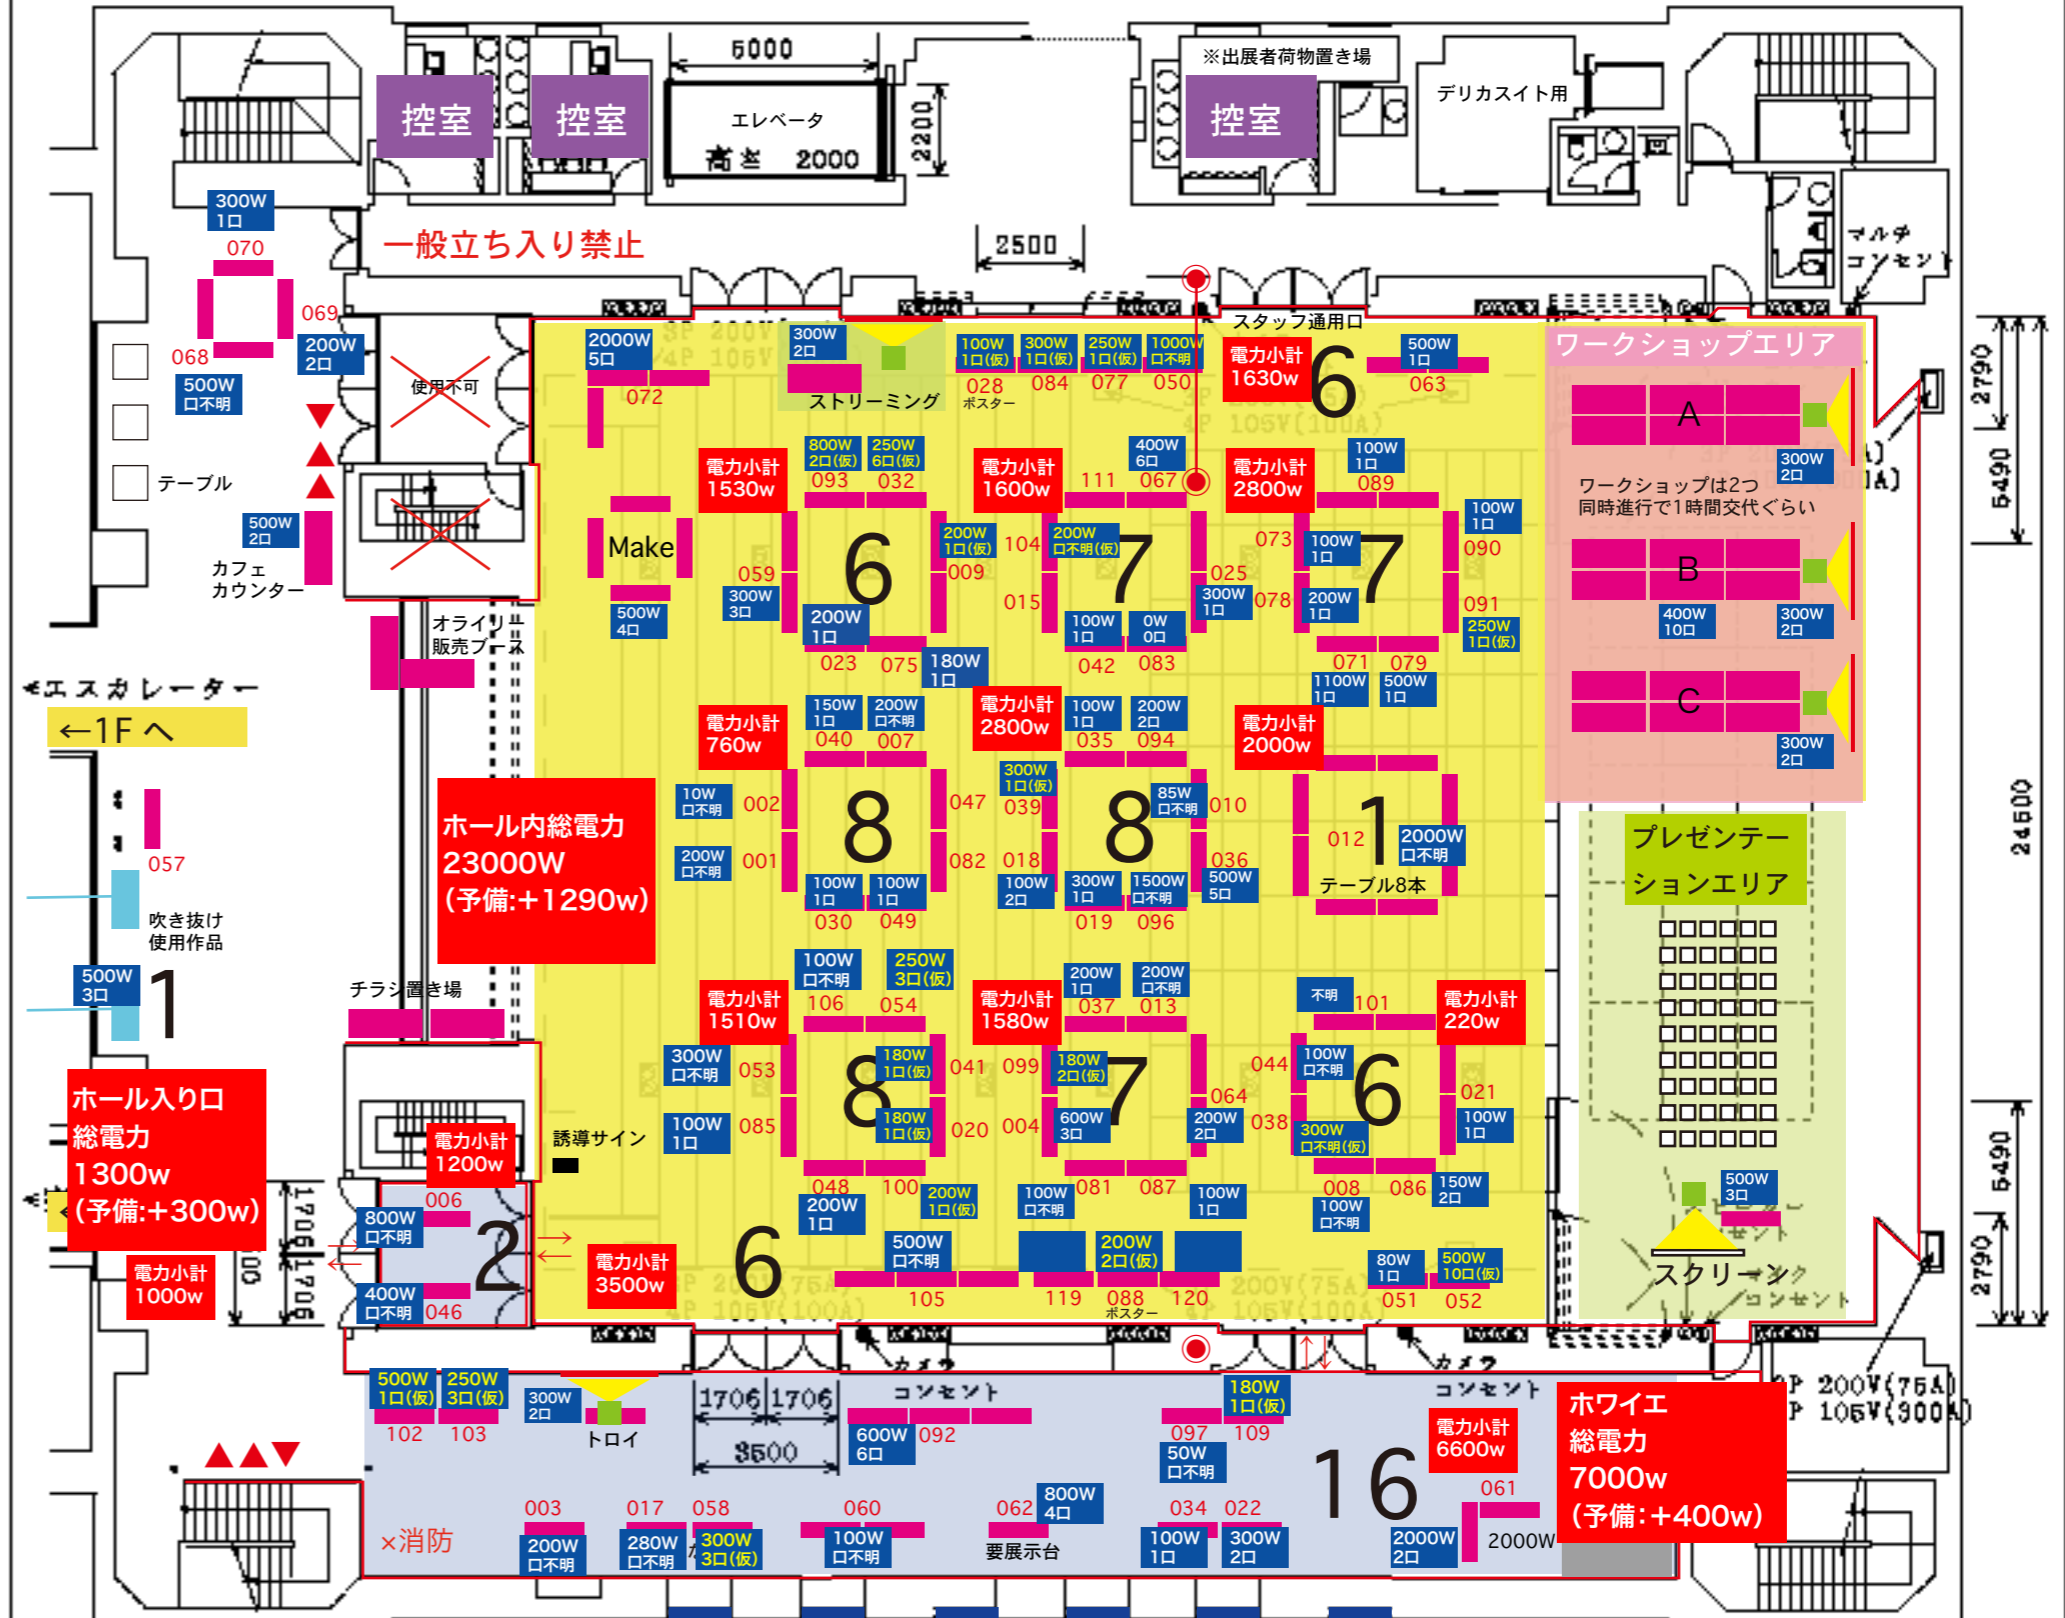 5000
※出展者荷物置き場
デリカスイト用
控室
控室
控室
エレベータ
高さ 2000
2200
300W
1口
070
一般立ち入り禁止
2500
マルチ
コンセント
069
200W
2口
068
500W
口不明
使用不可
2000W
5口
072
300W
2口
ストリーミング
100W
1口(仮)
028
ポスター
300W
1口(仮)
084
250W
1口(仮)
077
1000W
口不明
050
スタッフ通用口
電力小計
1630w
6
500W
1口
063
ワークショップエリア
A
300W
2口
ワークショップは2つ
同時進行で1時間交代ぐらい
B
400W
10口
300W
2口
C
300W
2口
2790
5490
24500
テーブル
500W
2口
カフェ
カウンター
オライリー
販売ブース
Make
500W
4口
電力小計
1530w
800W
2口(仮)
093
250W
6口(仮)
032
6
200W
1口(仮)
009
059
300W
3口
200W
1口
023
075
180W
1口
電力小計
1600w
111
400W
6口
067
104
200W
口不明(仮)
7
015
025
300W
1口
100W
1口
042
0W
0口
083
電力小計
2800w
100W
1口
089
073
100W
1口
7
100W
1口
090
078
200W
1口
091
250W
1口(仮)
071
1100W
1口
079
500W
1口
エスカレーター
←1F へ
057
吹き抜け
使用作品
500W
3口
1
チラシ置き場
ホール内総電力
23000W
(予備:+1290w)
電力小計
760w
150W
1口
040
200W
口不明
007
10W
口不明
002
8
047
200W
口不明
001
082
100W
1口
030
100W
1口
049
電力小計
2800w
100W
1口
035
200W
2口
094
300W
1口(仮)
039
8
85W
口不明
010
018
100W
2口
036
500W
5口
300W
1口
019
1500W
口不明
096
電力小計
2000w
012
1
2000W
口不明
テーブル8本
プレゼンテー
ションエリア
電力小計
1510w
100W
口不明
106
250W
3口(仮)
054
300W
口不明
053
8
180W
1口(仮)
041
100W
1口
085
180W
1口(仮)
020
048
200W
1口
100
200W
1口(仮)
電力小計
1580w
200W
1口
037
200W
口不明
013
099
180W
2口(仮)
7
064
200W
2口
004
600W
3口
081
100W
口不明
087
100W
1口
不明
101
電力小計
220w
044
100W
口不明
6
021
100W
1口
038
300W
口不明(仮)
008
100W
口不明
086
150W
2口
500W
3口
スクリーン
コンセント
5490
2790
ホール入り口
総電力
1300w
(予備:+300w)
電力小計
1000w
電力小計
1200w
006
800W
口不明
2
400W
口不明
046
1706
1706
誘導サイン
電力小計
3500w
6
500W
口不明
105
119
200W
2口(仮)
088
ポスター
120
80W
1口
051
500W
10口(仮)
052
3P 200V(75A)
4P 105V(100A)
カメラ
コンセント
カメラ
コンセント
P 200V(75A)
P 105V(300A)
500W
1口(仮)
102
250W
3口(仮)
103
300W
2口
トロイ
1706
1706
3500
600W
6口
092
097
50W
口不明
180W
1口(仮)
109
16
電力小計
6600w
ホワイエ
総電力
7000w
(予備:+400w)
×消防
003
200W
口不明
017
280W
口不明
058
300W
3口(仮)
060
100W
口不明
062
800W
4口
要展示台
034
100W
1口
022
300W
2口
061
2000W
2口
2000W